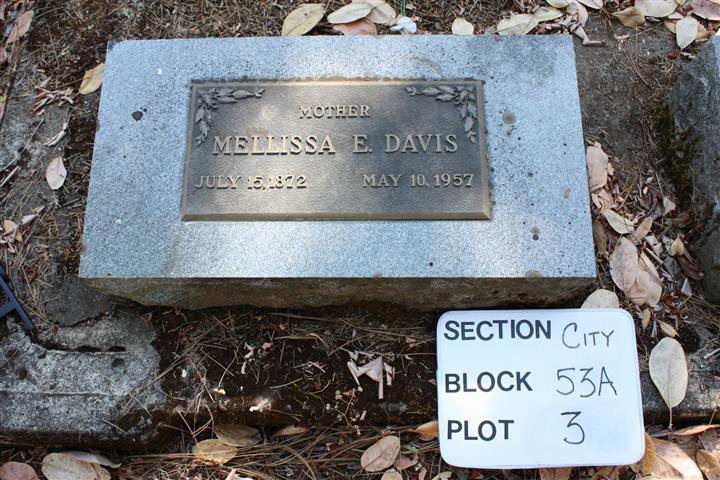 MOTHER
MELLISSA E. DAVIS
JULY 15, 1872 MAY 10, 1957
SECTION CITY
BLOCK 53A
PLOT 3